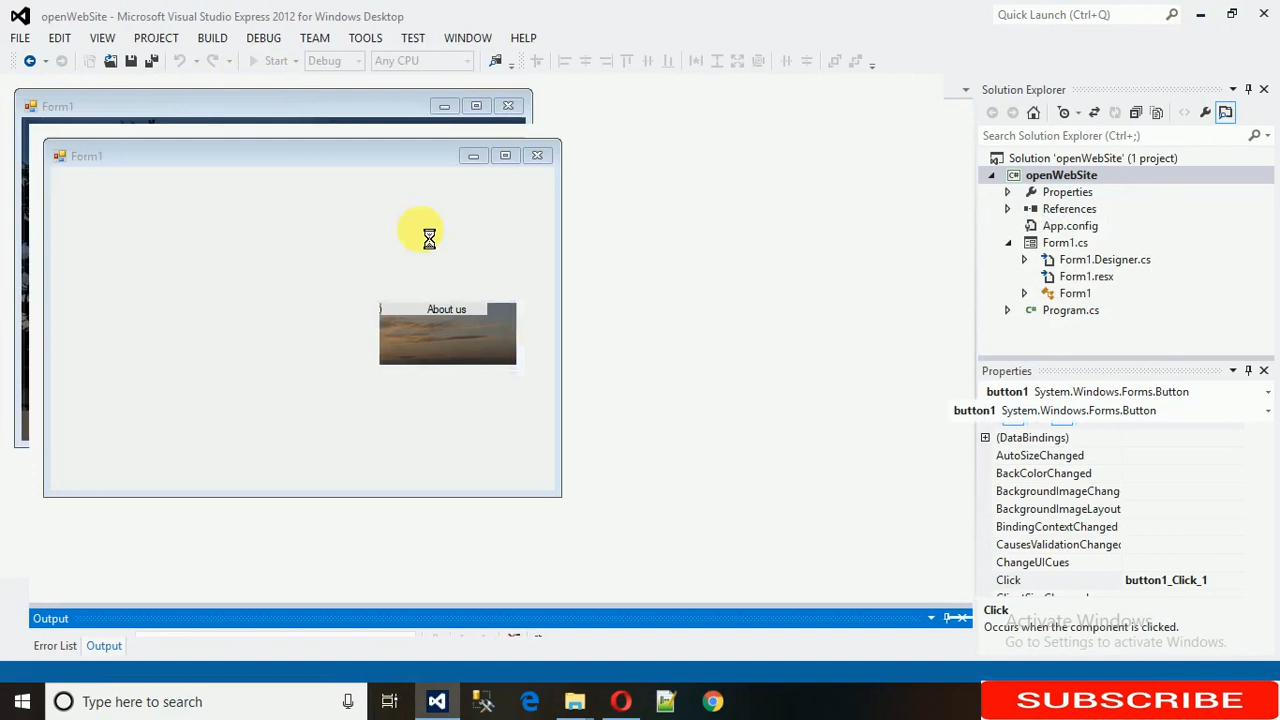 openWebSite - Microsoft Visual Studio Express 2012 for Windows Desktop
Quick Launch (Ctrl+Q)
FILE EDIT VIEW PROJECT BUILD DEBUG TEAM TOOLS TEST WINDOW HELP
Start Debug Any CPU
Form1
Form1
About us
Solution Explorer
Search Solution Explorer (Ctrl+;)
Solution 'openWebSite' (1 project)
openWebSite
Properties
References
App.config
Form1.cs
Form1.Designer.cs
Form1.resx
Form1
Program.cs
Properties
button1 System.Windows.Forms.Button
button1 System.Windows.Forms.Button
(DataBindings)
AutoSizeChanged
BackColorChanged
BackgroundImageChang
BackgroundImageLayout
BindingContextChanged
CausesValidationChanged
ChangeUICues
Click button1_Click_1
Click
Occurs when the component is clicked.
Activate Windows
Go to Settings to activate Windows.
Output
Error List Output
Type here to search
SUBSCRIBE